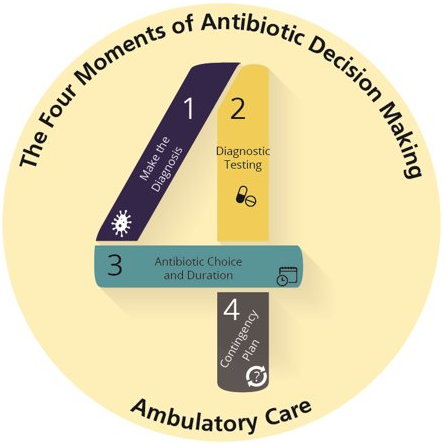 The Four Moments of Antibiotic Decision Making
1
Make the
Diagnosis
2
Diagnostic
Testing
3
Antibiotic Choice
and Duration
4
Contingency
Plan
?
Ambulatory Care